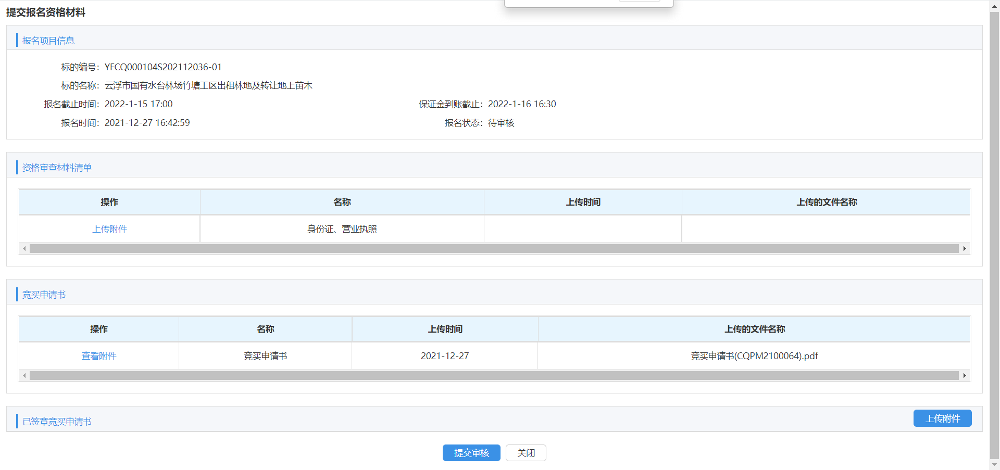 提交报名资格材料
报名项目信息
标的编号：YFCQ000104S202112036-01
标的名称：云浮市国有水台林场竹塘工区出租林地及转让地上苗木
报名截止时间：2022-1-15 17:00 保证金到账截止：2022-1-16 16:30
报名时间：2021-12-27 16:42:59 报名状态：待审核
资格审查材料清单
操作 名称 上传时间 上传的文件名称
上传附件 身份证、营业执照
竞买申请书
操作 名称 上传时间 上传的文件名称
查看附件 竞买申请书 2021-12-27 竞买申请书(CQPM2100064).pdf
已签章竞买申请书 上传附件
提交审核 关闭